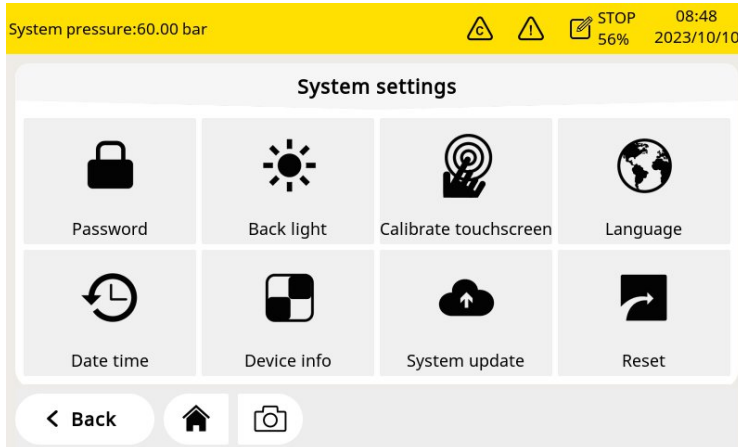 System pressure:60.00 bar
C
!
STOP
56%
08:48
2023/10/10
System settings
Password
Back light
Calibrate touchscreen
Language
Date time
Device info
System update
Reset
Back